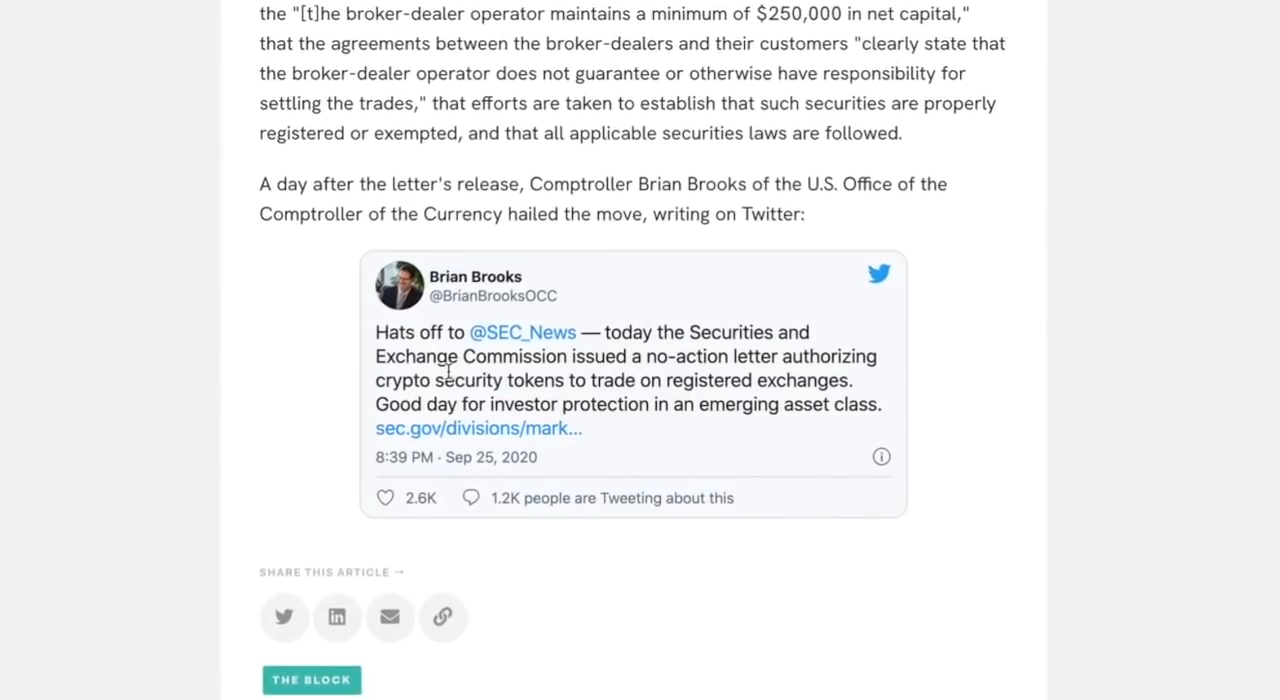 the "[t]he broker-dealer operator maintains a minimum of $250,000 in net capital,"
that the agreements between the broker-dealers and their customers "clearly state that
the broker-dealer operator does not guarantee or otherwise have responsibility for
settling the trades," that efforts are taken to establish that such securities are properly
registered or exempted, and that all applicable securities laws are followed.
A day after the letter's release, Comptroller Brian Brooks of the U.S. Office of the
Comptroller of the Currency hailed the move, writing on Twitter:
Brian Brooks
@BrianBrooksOCC
Hats off to @SEC_News — today the Securities and
Exchange Commission issued a no-action letter authorizing
crypto security tokens to trade on registered exchanges.
Good day for investor protection in an emerging asset class.
sec.gov/divisions/mark...
8:39 PM · Sep 25, 2020
2.6K 1.2K people are Tweeting about this
SHARE THIS ARTICLE →
THE BLOCK